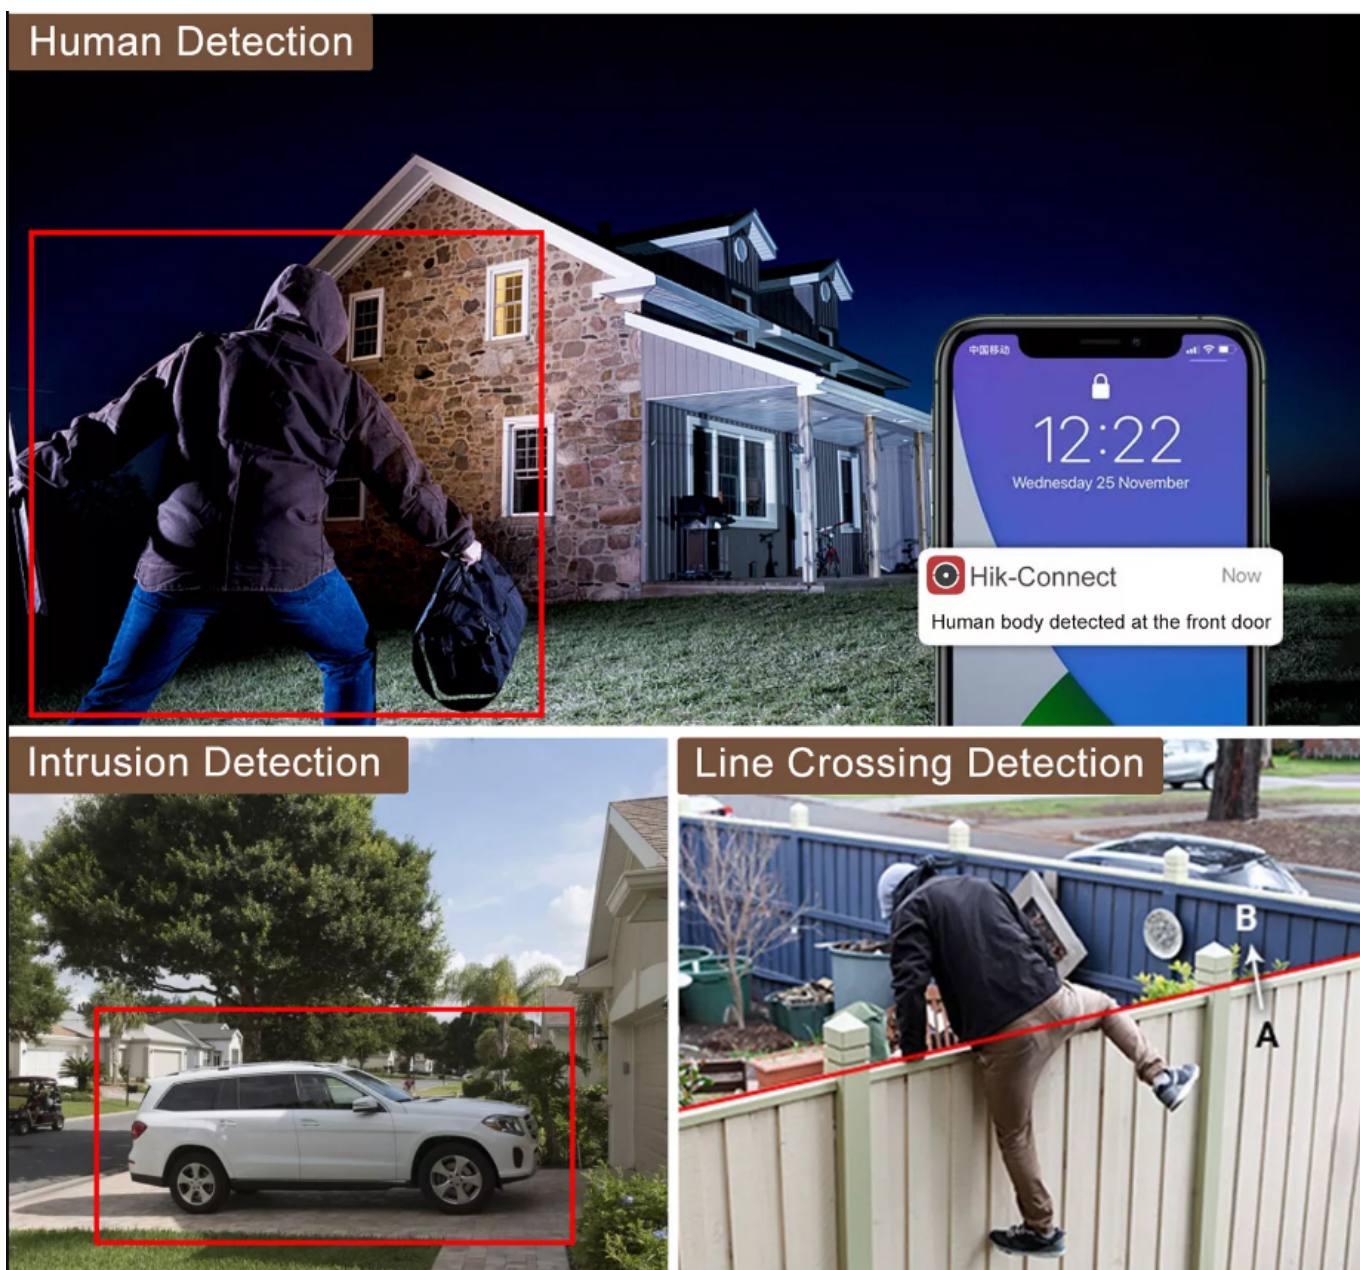 Human Detection
中国移动
12:22
Wednesday 25 November
Hik-Connect
Now
Human body detected at the front door
Intrusion Detection
Line Crossing Detection
B
A